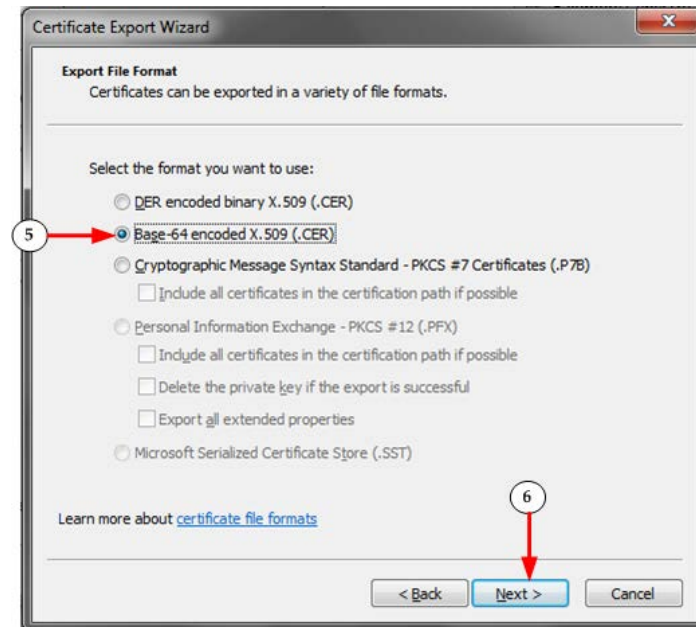 Certificate Export Wizard
Export File Format
Certificates can be exported in a variety of file formats.
Select the format you want to use:
DER encoded binary X.509 (.CER)
5
Base-64 encoded X.509 (.CER)
Cryptographic Message Syntax Standard - PKCS #7 Certificates (.P7B)
Include all certificates in the certification path if possible
Personal Information Exchange - PKCS #12 (.PFX)
Include all certificates in the certification path if possible
Delete the private key if the export is successful
Export all extended properties
Microsoft Serialized Certificate Store (.SST)
6
Learn more about certificate file formats
< Back Next > Cancel